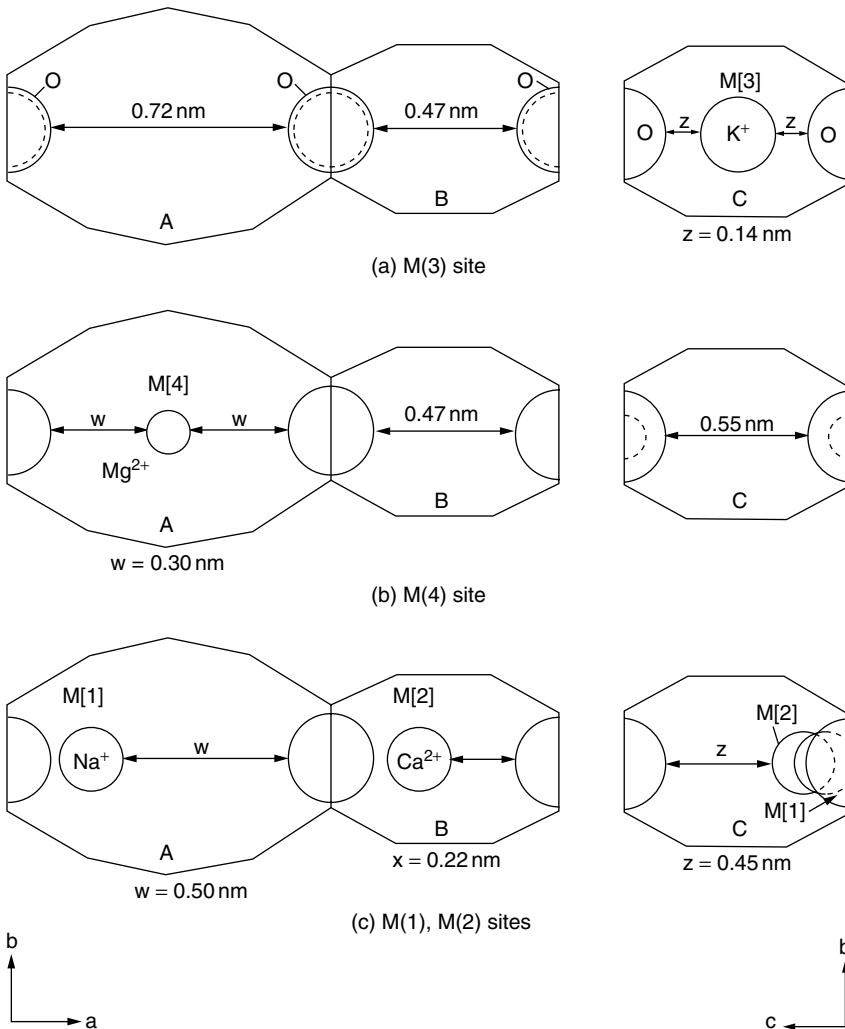 O O O M[3]
0.72 nm 0.47 nm z z
O K+ O
A B C
z = 0.14 nm
(a) M(3) site
M[4]
w w 0.47 nm 0.55 nm
Mg2+
A B C
w = 0.30 nm
(b) M(4) site
M[1] M[2] M[2]
Na+ w Ca2+ z
M[1]
A B C
w = 0.50 nm x = 0.22 nm z = 0.45 nm
(c) M(1), M(2) sites
b b
a c